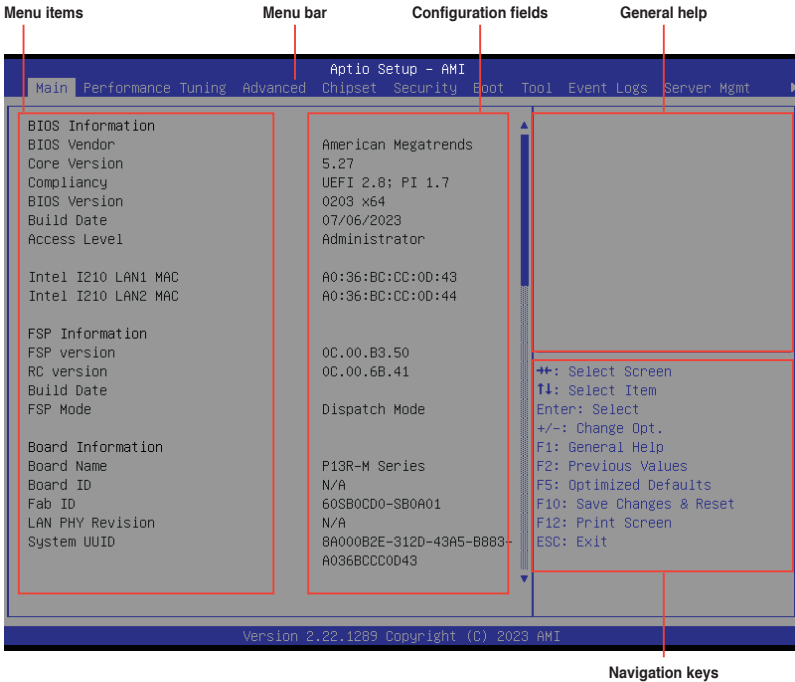 Menu items Menu bar Configuration fields General help
Aptio Setup – AMI
Main Performance Tuning Advanced Chipset Security Boot Tool Event Logs Server Mgmt
BIOS Information
BIOS Vendor American Megatrends
Core Version 5.27
Compliancy UEFI 2.8; PI 1.7
BIOS Version 0203 x64
Build Date 07/06/2023
Access Level Administrator
Intel I210 LAN1 MAC A0:36:BC:CC:0D:43
Intel I210 LAN2 MAC A0:36:BC:CC:0D:44
FSP Information
FSP version 0C.00.B3.50
RC version 0C.00.6B.41
Build Date
FSP Mode Dispatch Mode
Board Information
Board Name P13R-M Series
Board ID N/A
Fab ID 60SB0CD0-SB0A01
LAN PHY Revision N/A
System UUID 8A000B2E-312D-43A5-B883-
A036BCCC0D43
→←: Select Screen
↑↓: Select Item
Enter: Select
+/-: Change Opt.
F1: General Help
F2: Previous Values
F5: Optimized Defaults
F10: Save Changes & Reset
F12: Print Screen
ESC: Exit
Version 2.22.1289 Copyright (C) 2023 AMI
Navigation keys